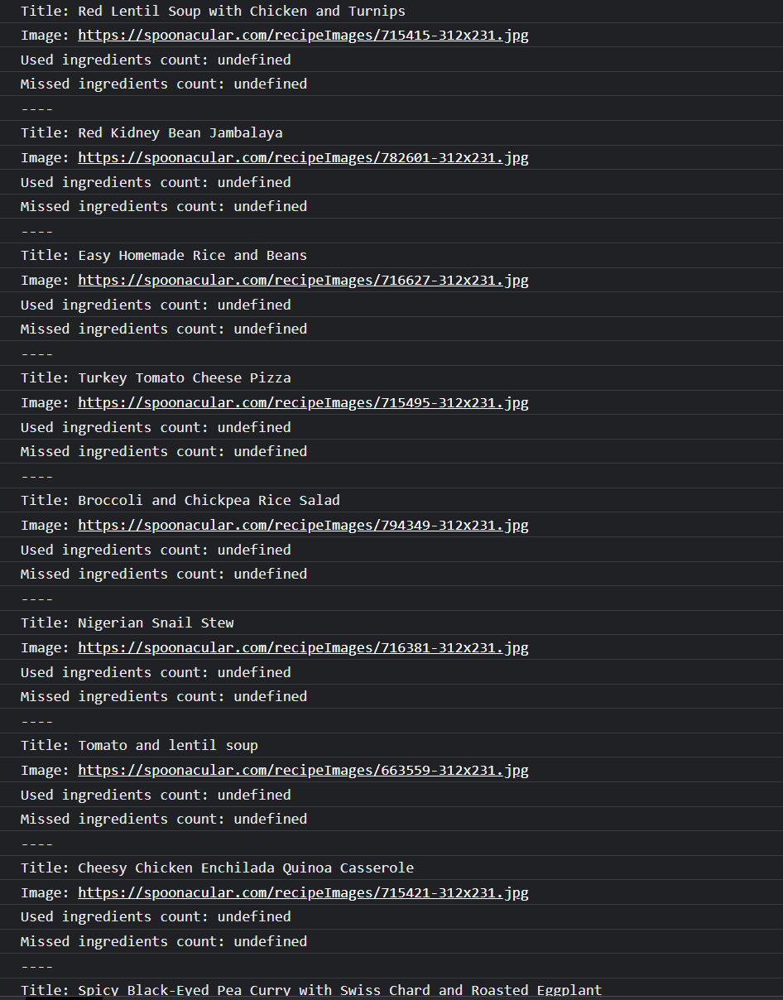 Title: Red Lentil Soup with Chicken and Turnips
Image: https://spoonacular.com/recipeImages/715415-312x231.jpg
Used ingredients count: undefined
Missed ingredients count: undefined
----
Title: Red Kidney Bean Jambalaya
Image: https://spoonacular.com/recipeImages/782601-312x231.jpg
Used ingredients count: undefined
Missed ingredients count: undefined
----
Title: Easy Homemade Rice and Beans
Image: https://spoonacular.com/recipeImages/716627-312x231.jpg
Used ingredients count: undefined
Missed ingredients count: undefined
----
Title: Turkey Tomato Cheese Pizza
Image: https://spoonacular.com/recipeImages/715495-312x231.jpg
Used ingredients count: undefined
Missed ingredients count: undefined
----
Title: Broccoli and Chickpea Rice Salad
Image: https://spoonacular.com/recipeImages/794349-312x231.jpg
Used ingredients count: undefined
Missed ingredients count: undefined
----
Title: Nigerian Snail Stew
Image: https://spoonacular.com/recipeImages/716381-312x231.jpg
Used ingredients count: undefined
Missed ingredients count: undefined
----
Title: Tomato and lentil soup
Image: https://spoonacular.com/recipeImages/663559-312x231.jpg
Used ingredients count: undefined
Missed ingredients count: undefined
----
Title: Cheesy Chicken Enchilada Quinoa Casserole
Image: https://spoonacular.com/recipeImages/715421-312x231.jpg
Used ingredients count: undefined
Missed ingredients count: undefined
----
Title: Spicy Black-Eyed Pea Curry with Swiss Chard and Roasted Eggplant